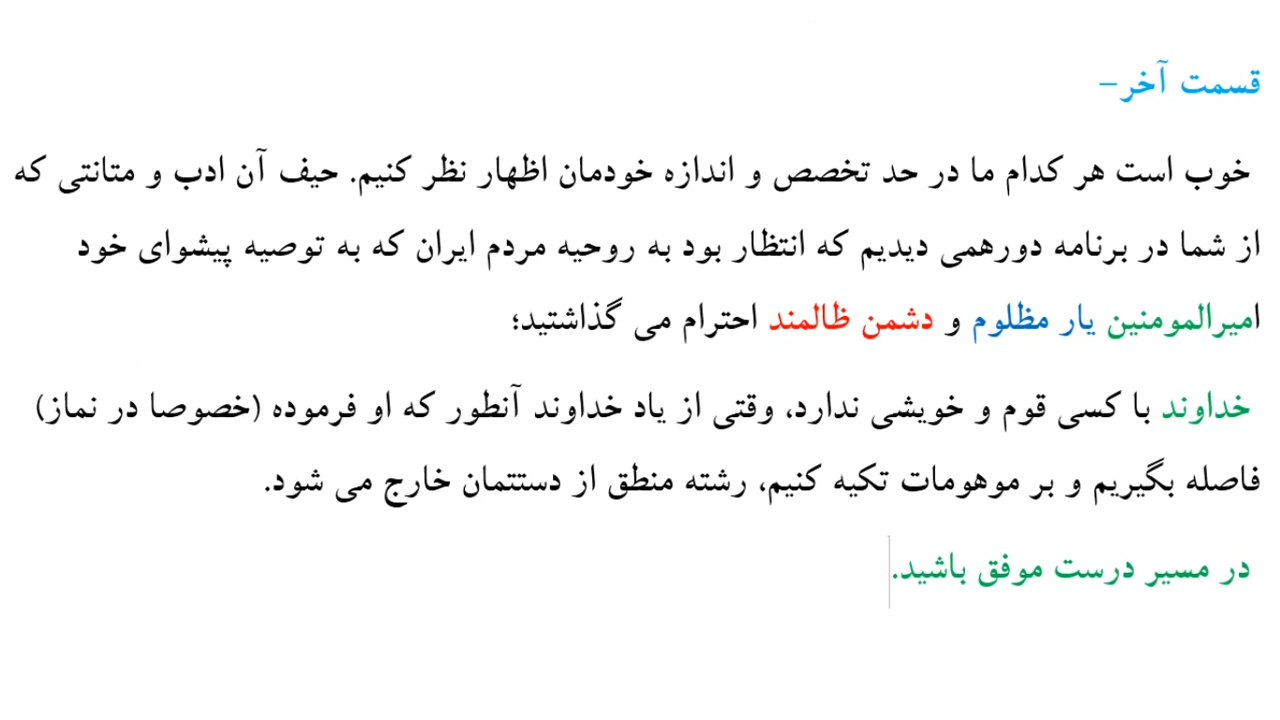 قسمت آخر–
خوب است هر کدام ما در حد تخصص و اندازه خودمان اظهار نظر کنیم. حیف آن ادب و متانتی که
از شما در برنامه دورهمی دیدیم که انتظار بود به روحیه مردم ایران که به توصیه پیشوای خود
امیرالمومنین یار مظلوم و دشمن ظالمند احترام می گذاشتید؛
خداوند با کسی قوم و خویشی ندارد، وقتی از یاد خداوند آنطور که او فرموده (خصوصا در نماز)
فاصله بگیریم و بر موهومات تکیه کنیم، رشته منطق از دستتمان خارج می شود.
در مسیر درست موفق باشید.